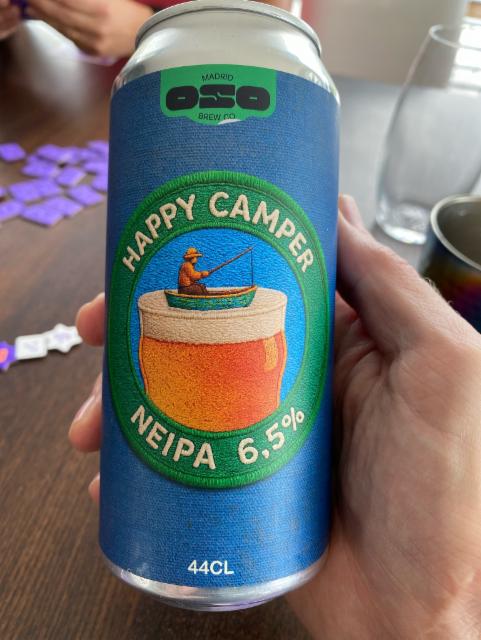 MADRID
OSO
BREW CO
HAPPY CAMPER
NEIPA 6,5%
44CL